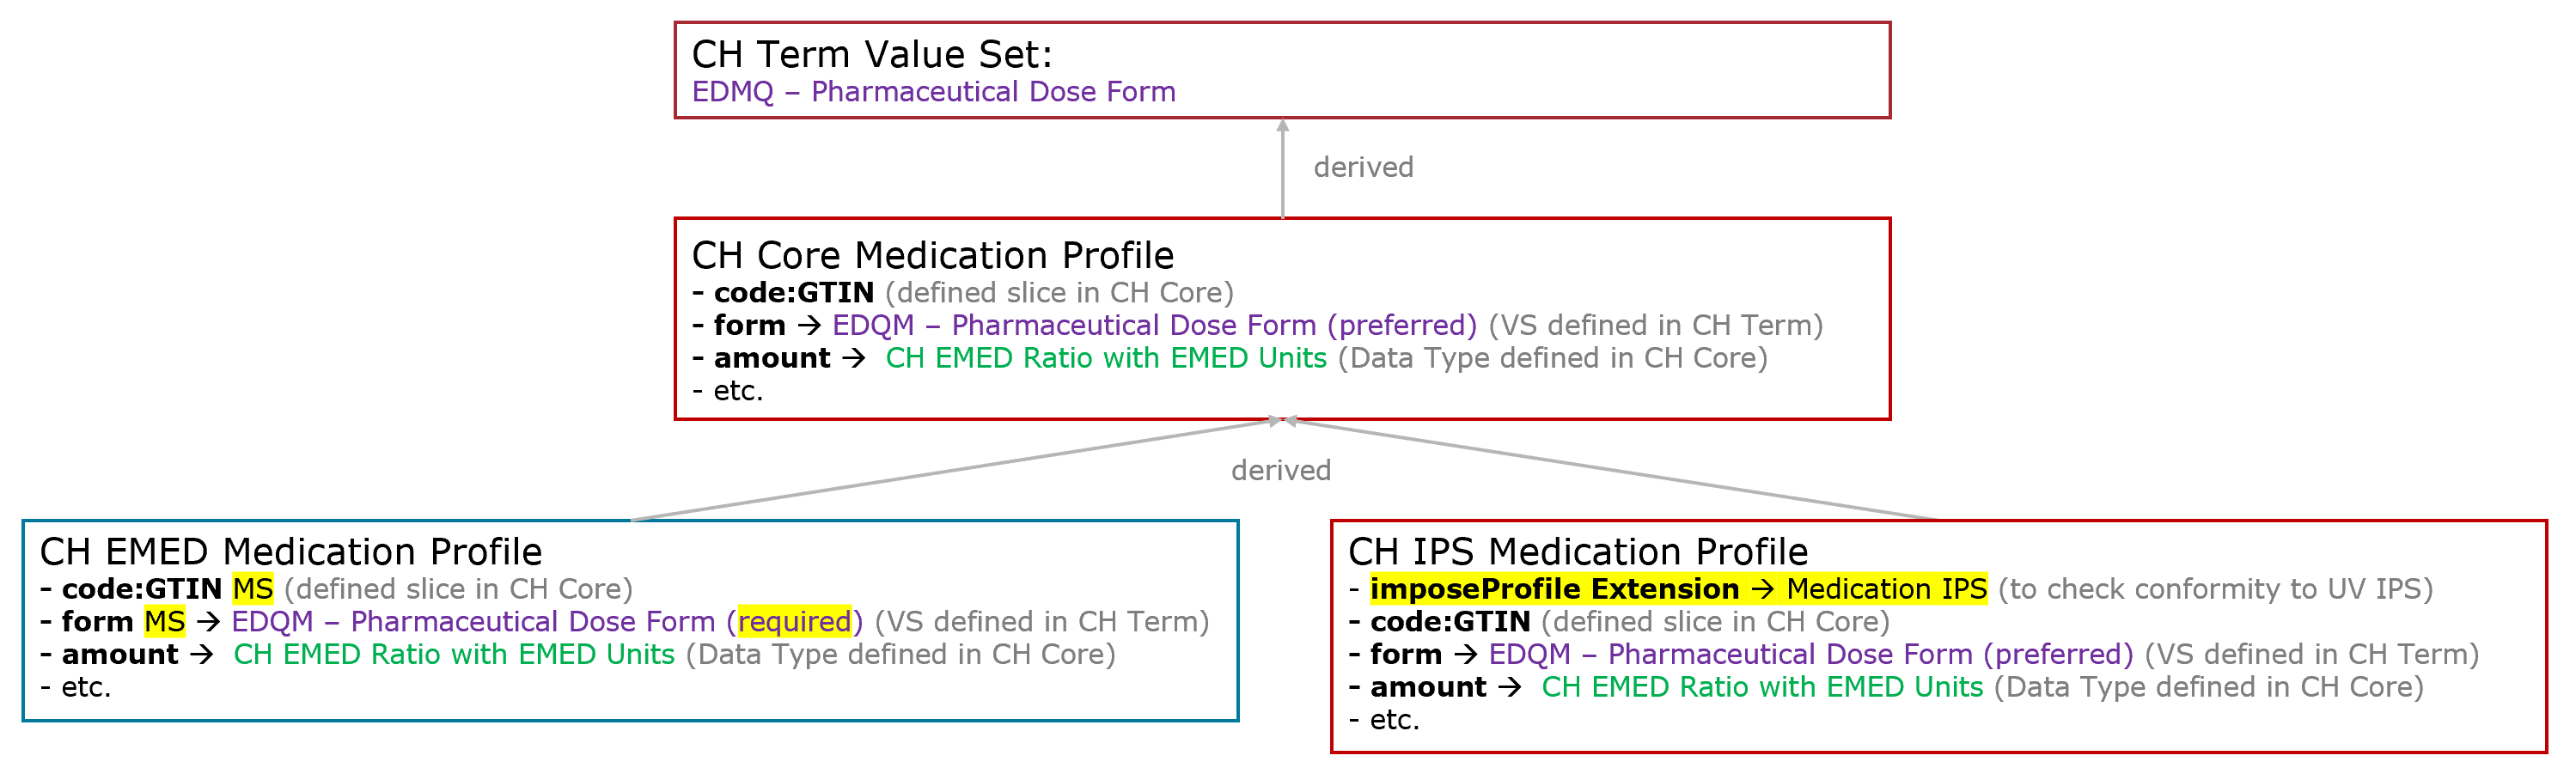 CH Term Value Set:
EDMQ – Pharmaceutical Dose Form
derived
CH Core Medication Profile
- code:GTIN (defined slice in CH Core)
- form → EDQM – Pharmaceutical Dose Form (preferred) (VS defined in CH Term)
- amount → CH EMED Ratio with EMED Units (Data Type defined in CH Core)
- etc.
derived
CH EMED Medication Profile
- code:GTIN MS (defined slice in CH Core)
- form MS → EDQM – Pharmaceutical Dose Form (required) (VS defined in CH Term)
- amount → CH EMED Ratio with EMED Units (Data Type defined in CH Core)
- etc.
CH IPS Medication Profile
- imposeProfile Extension → Medication IPS (to check conformity to UV IPS)
- code:GTIN (defined slice in CH Core)
- form → EDQM – Pharmaceutical Dose Form (preferred) (VS defined in CH Term)
- amount → CH EMED Ratio with EMED Units (Data Type defined in CH Core)
- etc.